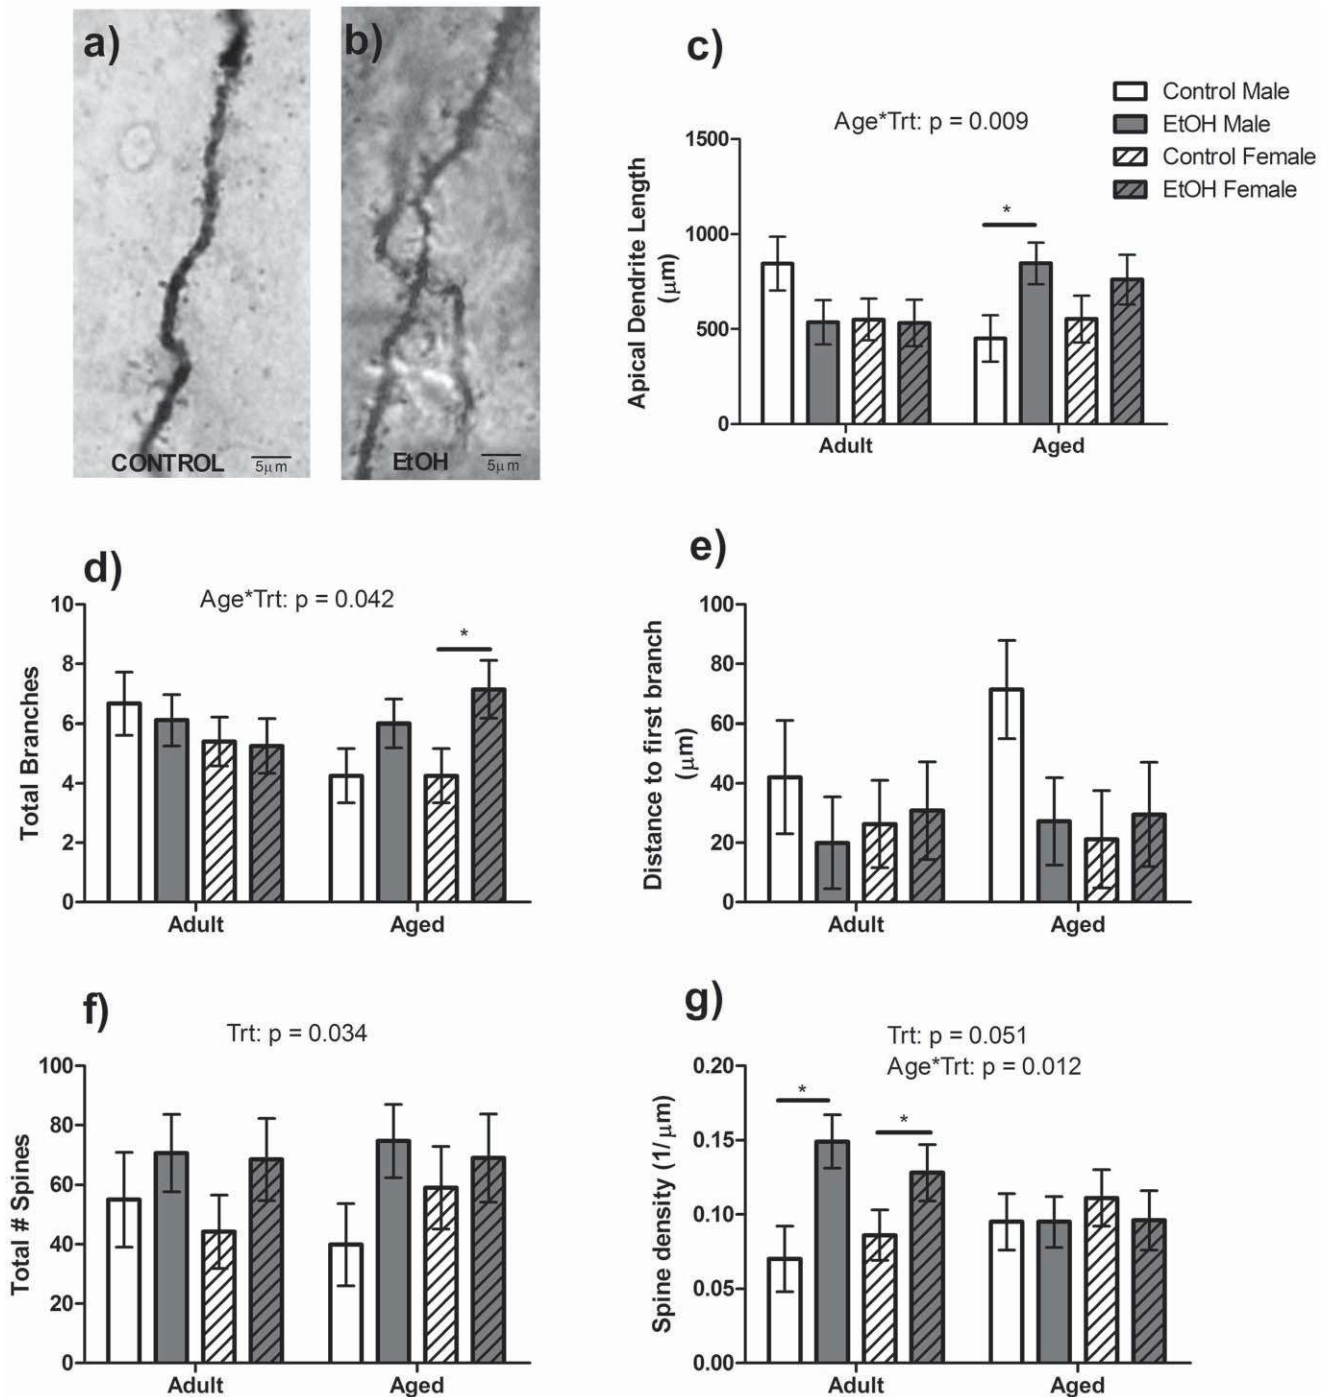 a)
CONTROL
5μm
b)
EtOH
5μm
c)
Control Male
EtOH Male
Control Female
EtOH Female
Age*Trt: p = 0.009
*
Apical Dendrite Length
(μm)
1500
1000
500
0
Adult
Aged
d)
Age*Trt: p = 0.042
*
Total Branches
10
8
6
4
2
0
Adult
Aged
e)
Distance to first branch
(μm)
100
80
60
40
20
0
Adult
Aged
f)
Trt: p = 0.034
Total # Spines
100
80
60
40
20
0
Adult
Aged
g)
Trt: p = 0.051
Age*Trt: p = 0.012
*
*
Spine density (1/μm)
0.20
0.15
0.10
0.05
0.00
Adult
Aged